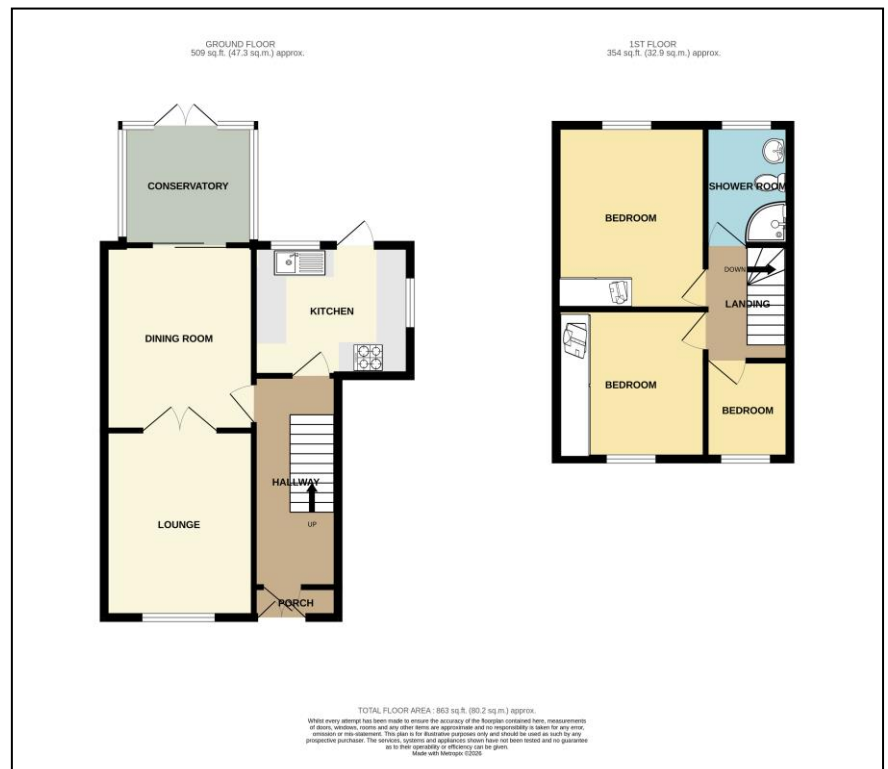 GROUND FLOOR
509 sq.ft. (47.3 sq.m.) approx.
1ST FLOOR
354 sq.ft. (32.9 sq.m.) approx.
CONSERVATORY
KITCHEN
DINING ROOM
LOUNGE
HALLWAY
UP
PORCH
BEDROOM
SHOWER ROOM
DOWN
LANDING
BEDROOM
BEDROOM
TOTAL FLOOR AREA : 863 sq.ft. (80.2 sq.m.) approx.
Whilst every attempt has been made to ensure the accuracy of the floorplan contained here, measurements
of doors, windows, rooms and any other items are approximate and no responsibility is taken for any error,
omission or mis-statement. This plan is for illustrative purposes only and should be used as such by any
prospective purchaser. The services, systems and appliances shown have not been tested and no guarantee
as to their operability or efficiency can be given.
Made with Metropix ©2026